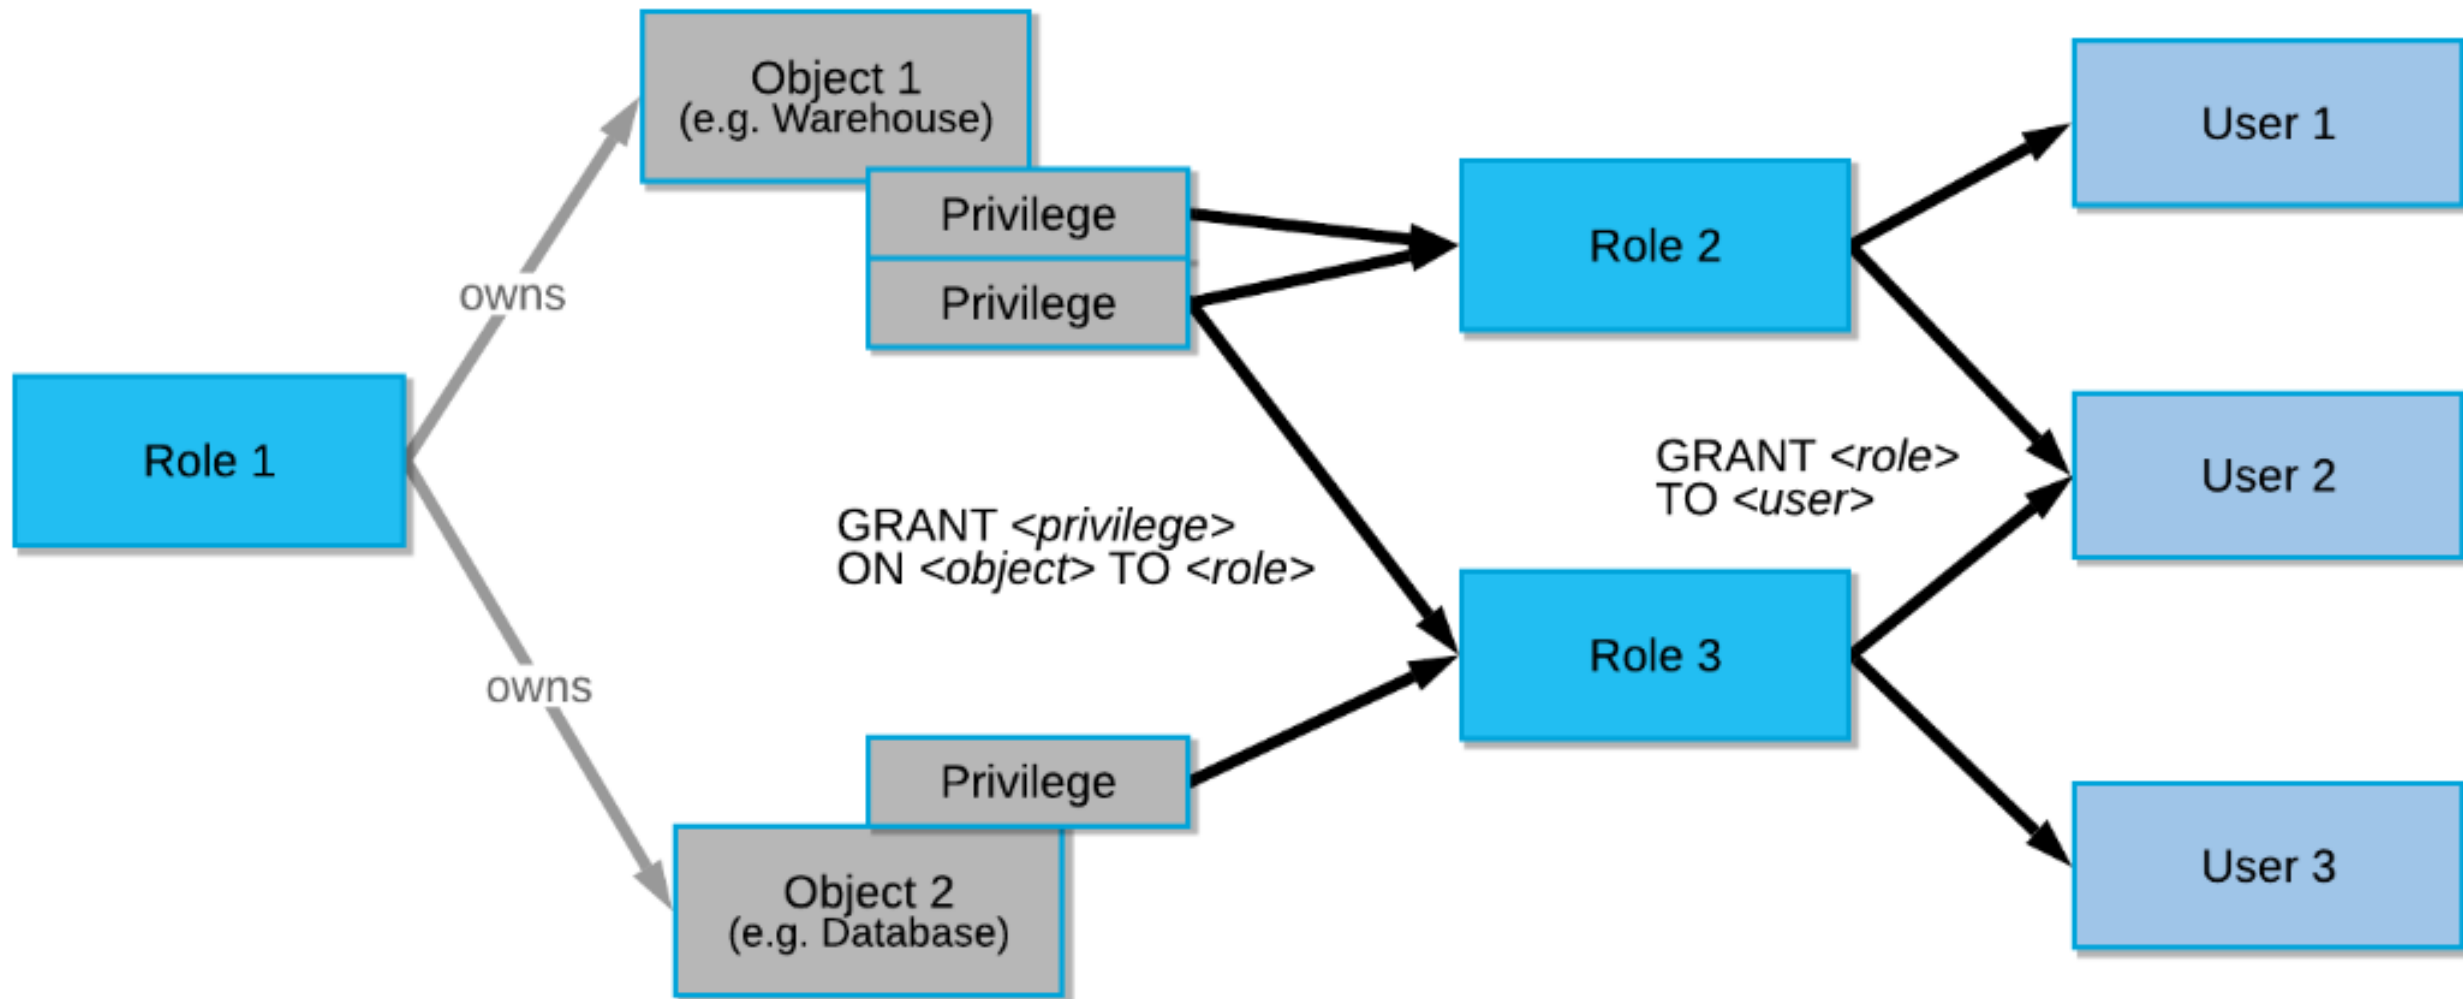 Object 1
(e.g. Warehouse)
Privilege
Privilege
owns
Role 1
owns
GRANT <privilege>
ON <object> TO <role>
Privilege
Object 2
(e.g. Database)
Role 2
GRANT <role>
TO <user>
Role 3
User 1
User 2
User 3